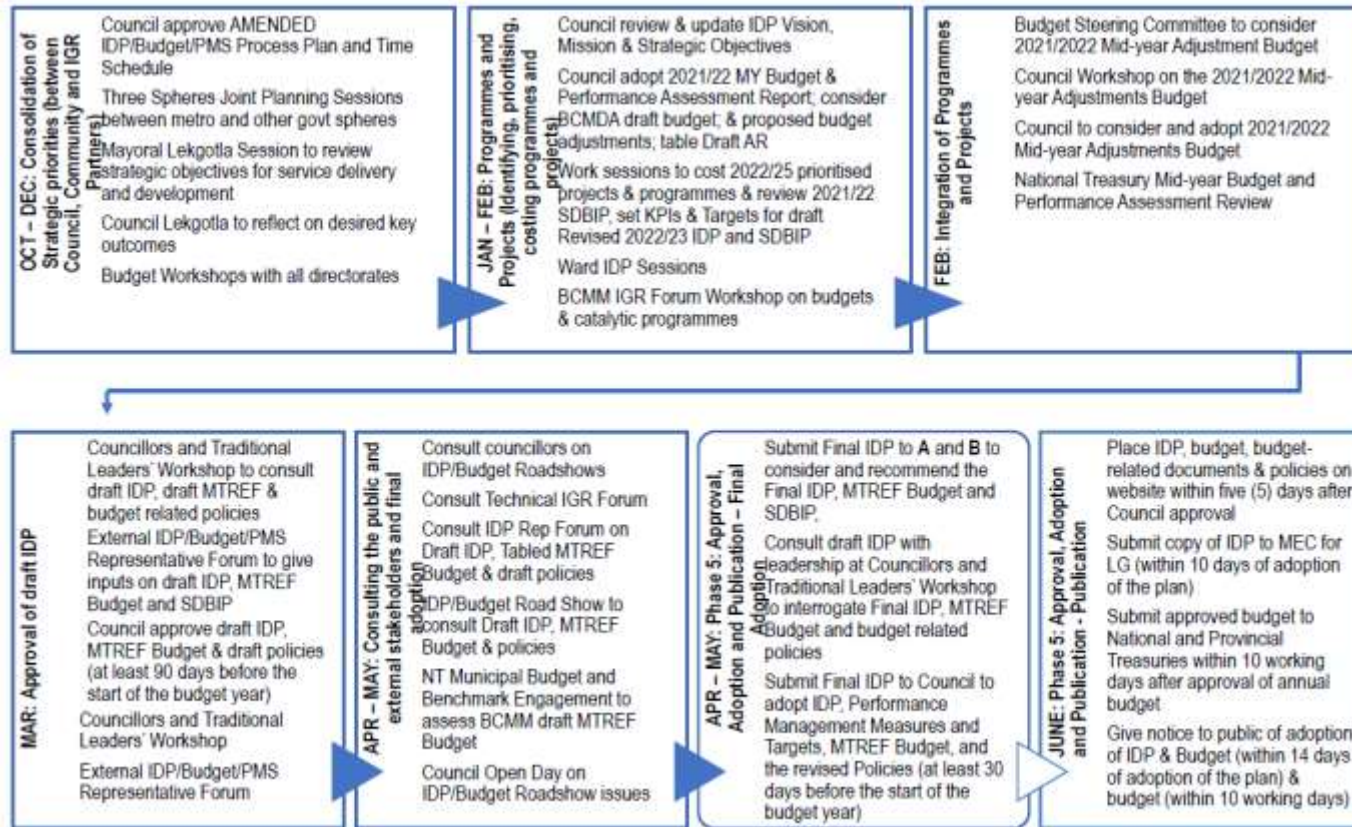 OCT – DEC: Consolidation of
Strategic priorities (between
Council, Community and IGR
Partners)
Council approve AMENDED
IDP/Budget/PMS Process Plan and Time
Schedule
Three Spheres Joint Planning Sessions
between metro and other govt spheres
Mayoral Lekgotla Session to review
strategic objectives for service delivery
and development
Council Lekgotla to reflect on desired key
outcomes
Budget Workshops with all directorates
JAN – FEB: Programmes and
Projects (Identifying, prioritising,
costing programmes and
projects)
Council review & update IDP Vision,
Mission & Strategic Objectives
Council adopt 2021/22 MY Budget &
Performance Assessment Report; consider
BCMDA draft budget; & proposed budget
adjustments; table Draft AR
Work sessions to cost 2022/25 prioritised
projects & programmes & review 2021/22
SDBIP, set KPIs & Targets for draft
Revised 2022/23 IDP and SDBIP
Ward IDP Sessions
BCMM IGR Forum Workshop on budgets
& catalytic programmes
FEB: Integration of Programmes
and Projects
Budget Steering Committee to consider
2021/2022 Mid-year Adjustment Budget
Council Workshop on the 2021/2022 Mid-
year Adjustments Budget
Council to consider and adopt 2021/2022
Mid-year Adjustments Budget
National Treasury Mid-year Budget and
Performance Assessment Review
MAR: Approval of draft IDP
Councillors and Traditional
Leaders' Workshop to consult
draft IDP, draft MTREF &
budget related policies
External IDP/Budget/PMS
Representative Forum to give
inputs on draft IDP, MTREF
Budget and SDBIP
Council approve draft IDP,
MTREF Budget & draft policies
(at least 90 days before the
start of the budget year)
Councillors and Traditional
Leaders' Workshop
External IDP/Budget/PMS
Representative Forum
APR – MAY: Consulting the public and
external stakeholders and final
adoption
Consult councillors on
IDP/Budget Roadshows
Consult Technical IGR Forum
Consult IDP Rep Forum on
Draft IDP, Tabled MTREF
Budget & draft policies
IDP/Budget Road Show to
consult Draft IDP, MTREF
Budget & policies
NT Municipal Budget and
Benchmark Engagement to
assess BCMM draft MTREF
Budget
Council Open Day on
IDP/Budget Roadshow issues
APR – MAY: Phase 5: Approval,
Adoption and Publication – Final
Adoption
Submit Final IDP to A and B to
consider and recommend the
Final IDP, MTREF Budget and
SDBIP,
Consult draft IDP with
leadership at Councillors and
Traditional Leaders' Workshop
to interrogate Final IDP, MTREF
Budget and budget related
policies
Submit Final IDP to Council to
adopt IDP, Performance
Management Measures and
Targets, MTREF Budget, and
the revised Policies (at least 30
days before the start of the
budget year)
JUNE: Phase 5: Approval, Adoption
and Publication - Publication
Place IDP, budget, budget-
related documents & policies on
website within five (5) days after
Council approval
Submit copy of IDP to MEC for
LG (within 10 days of adoption
of the plan)
Submit approved budget to
National and Provincial
Treasuries within 10 working
days after approval of annual
budget
Give notice to public of adoption
of IDP & Budget (within 14 days
of adoption of the plan) &
budget (within 10 working days)